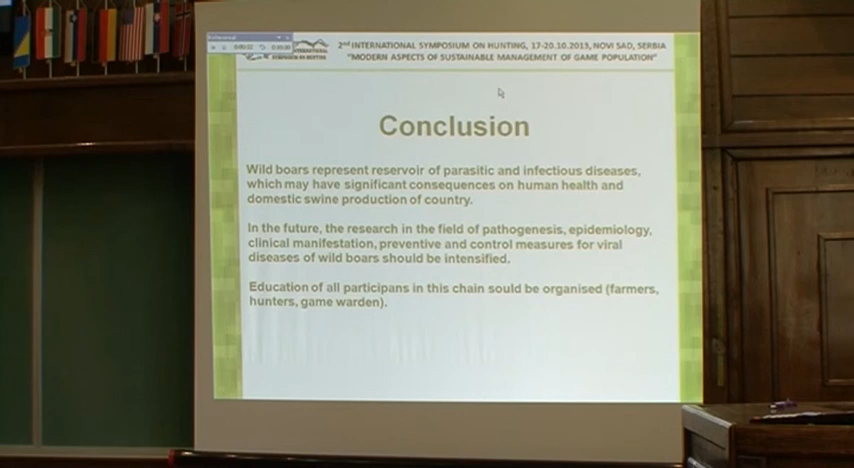 2nd INTERNATIONAL SYMPOSIUM ON HUNTING, 17-20.10.2013, NOVI SAD, SERBIA
"MODERN ASPECTS OF SUSTAINABLE MANAGEMENT OF GAME POPULATION"
SYMPOSIUM ON HUNTING
Conclusion
Wild boars represent reservoir of parasitic and infectious diseases,
which may have significant consequences on human health and
domestic swine production of country.
In the future, the research in the field of pathogenesis, epidemiology,
clinical manifestation, preventive and control measures for viral
diseases of wild boars should be intensified.
Education of all participans in this chain sould be organised (farmers,
hunters, game warden).